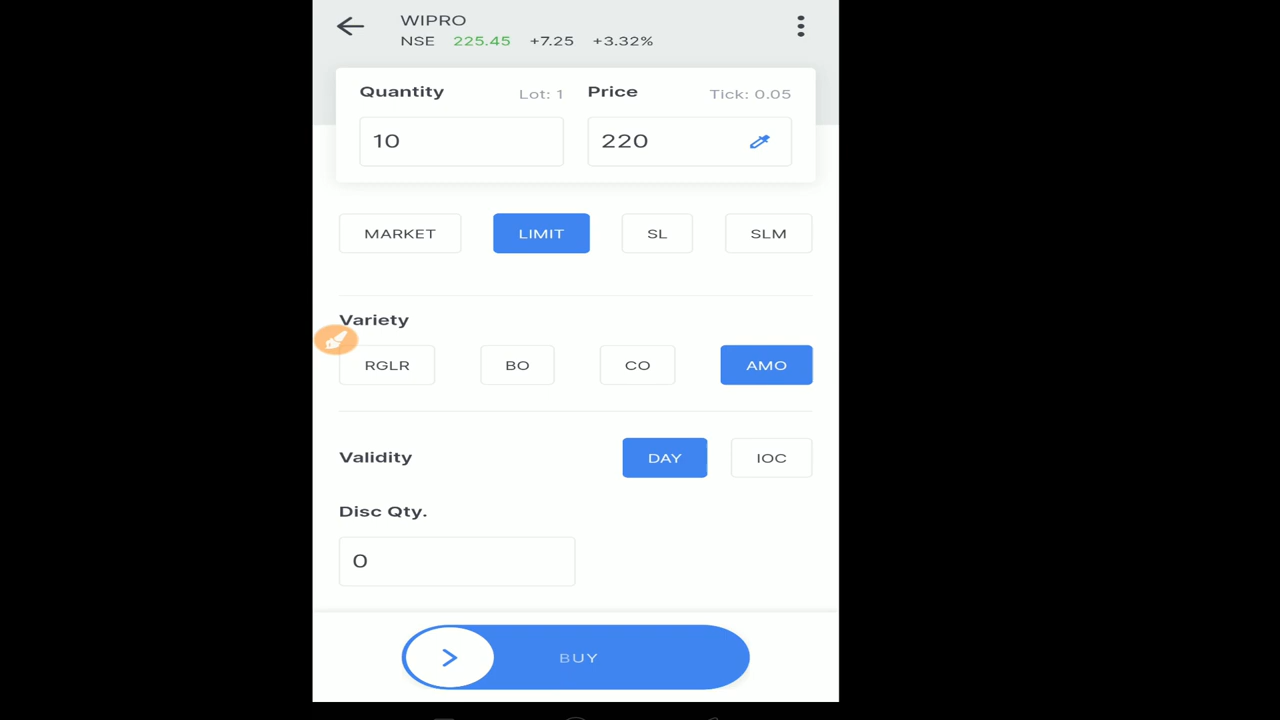 WIPRO
NSE 225.45 +7.25 +3.32%
Quantity Lot: 1 Price Tick: 0.05
10 220
MARKET LIMIT SL SLM
Variety
RGLR BO CO AMO
Validity DAY IOC
Disc Qty.
0
BUY